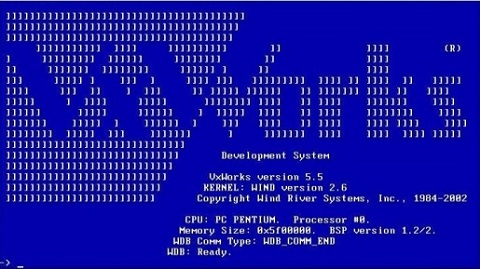 VxWorks (R)
Development System
VxWorks version 5.5
KERNEL: WIND version 2.6
Copyright Wind River Systems, Inc., 1984-2002
CPU: PC PENTIUM. Processor #0.
Memory Size: 0x5f00000. BSP version 1.2/2.
WDB Comm Type: WDB_COMM_END
WDB: Ready.
-> _